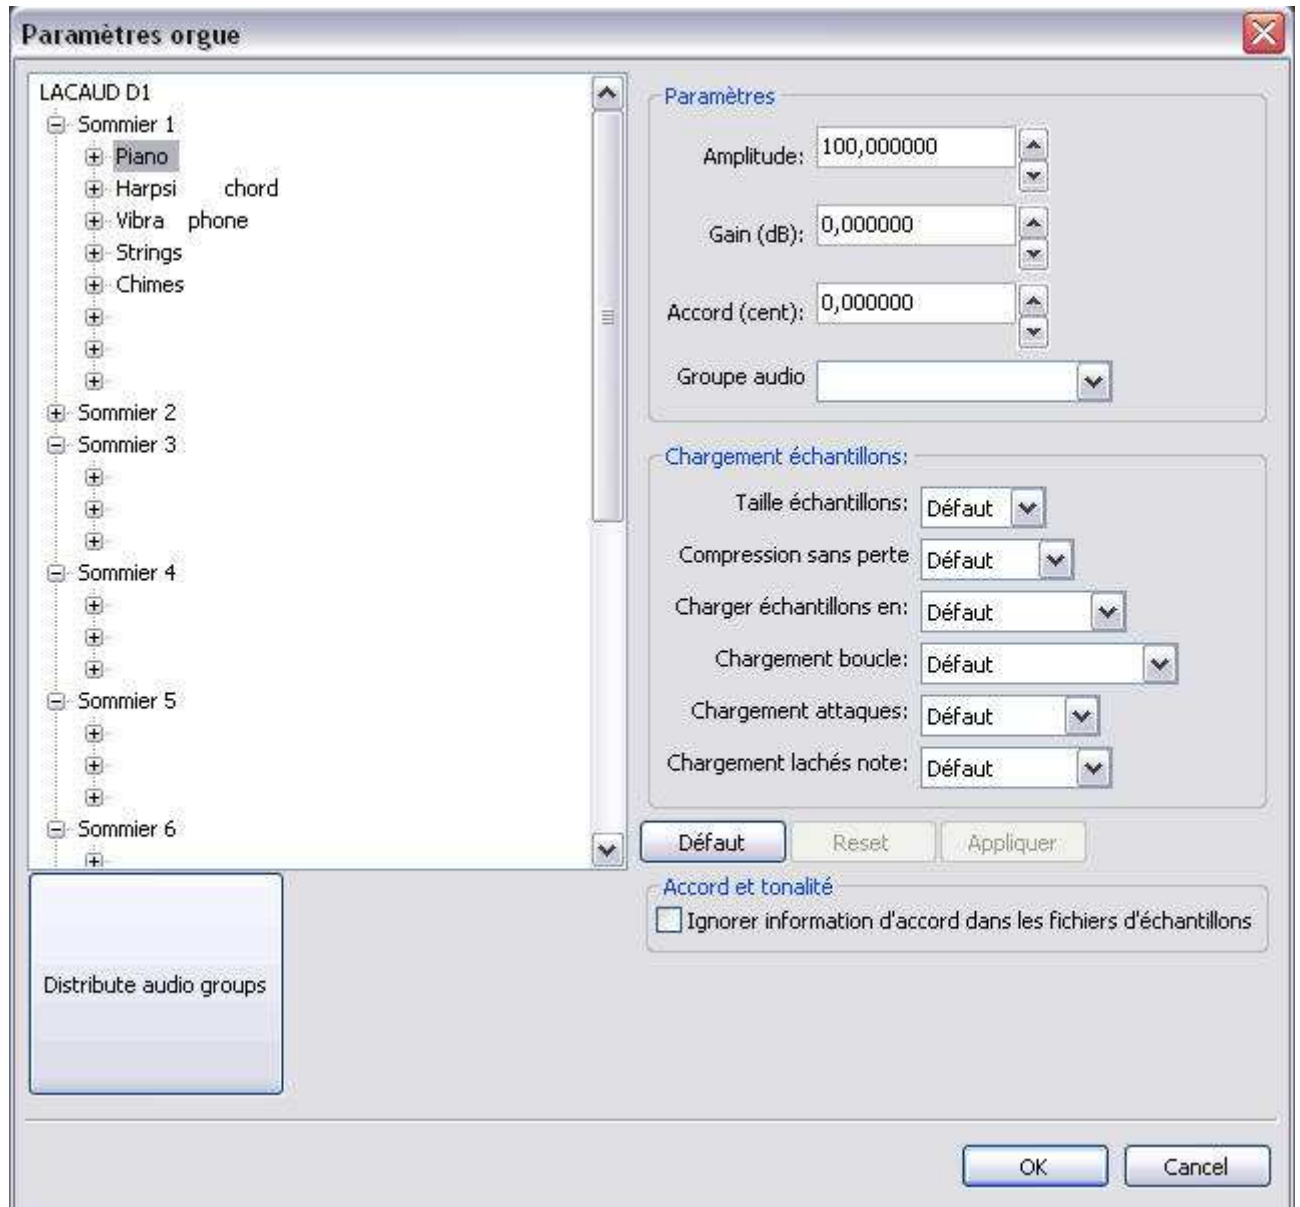 Paramètres orgue
LACAUD D1
Sommier 1
Piano
Harpsi chord
Vibra phone
Strings
Chimes
Sommier 2
Sommier 3
Sommier 4
Sommier 5
Sommier 6
Distribute audio groups
Paramètres
Amplitude: 100,000000
Gain (dB): 0,000000
Accord (cent): 0,000000
Groupe audio
Chargement échantillons:
Taille échantillons: Défaut
Compression sans perte Défaut
Charger échantillons en: Défaut
Chargement boucle: Défaut
Chargement attaques: Défaut
Chargement lachés note: Défaut
Défaut Reset Appliquer
Accord et tonalité
Ignorer information d'accord dans les fichiers d'échantillons
OK Cancel